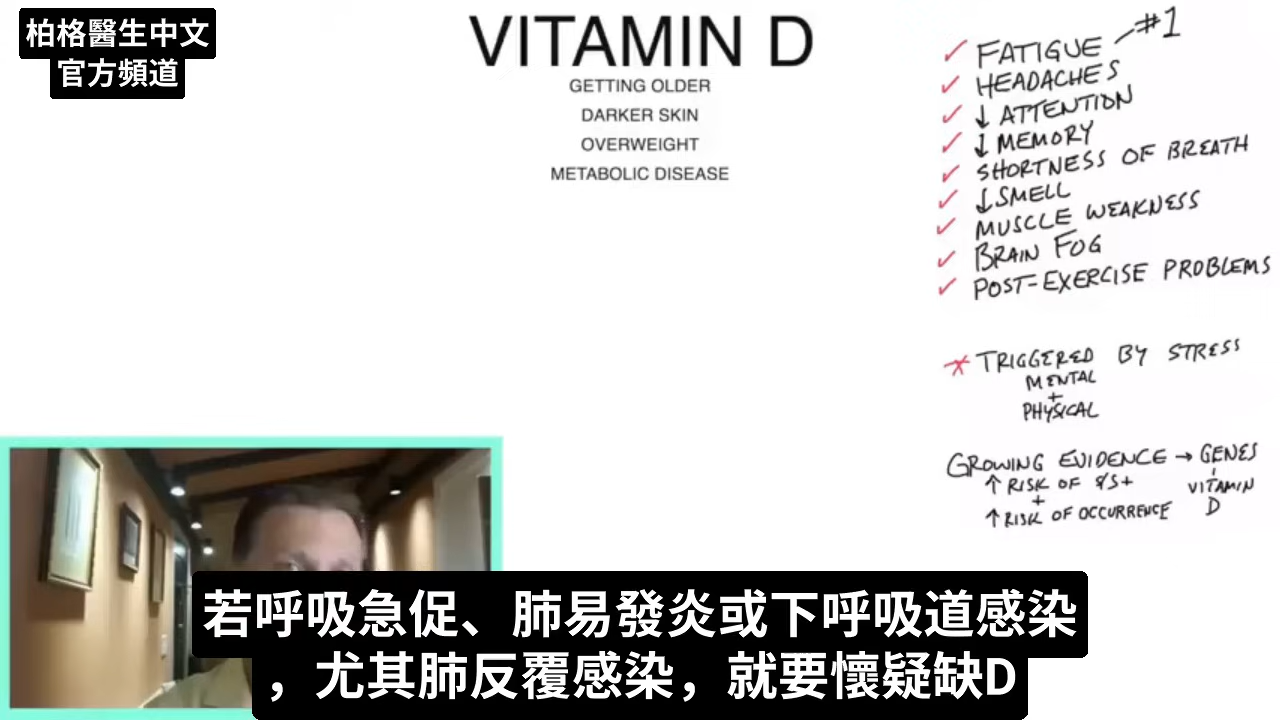 柏格醫生中文
官方頻道
VITAMIN D
GETTING OLDER
DARKER SKIN
OVERWEIGHT
METABOLIC DISEASE
✓ FATIGUE — #1
✓ HEADACHES
✓ ↓ ATTENTION
✓ ↓ MEMORY
✓ SHORTNESS OF BREATH
✓ ↓ SMELL
✓ MUSCLE WEAKNESS
✓ BRAIN FOG
✓ POST-EXERCISE PROBLEMS
* TRIGGERED BY STRESS
MENTAL
+
PHYSICAL
GROWING EVIDENCE → GENES
↑ RISK OF S/S+
+
↑ RISK OF OCCURRENCE
VITAMIN
D
若呼吸急促、肺易發炎或下呼吸道感染
，尤其肺反覆感染，就要懷疑缺D